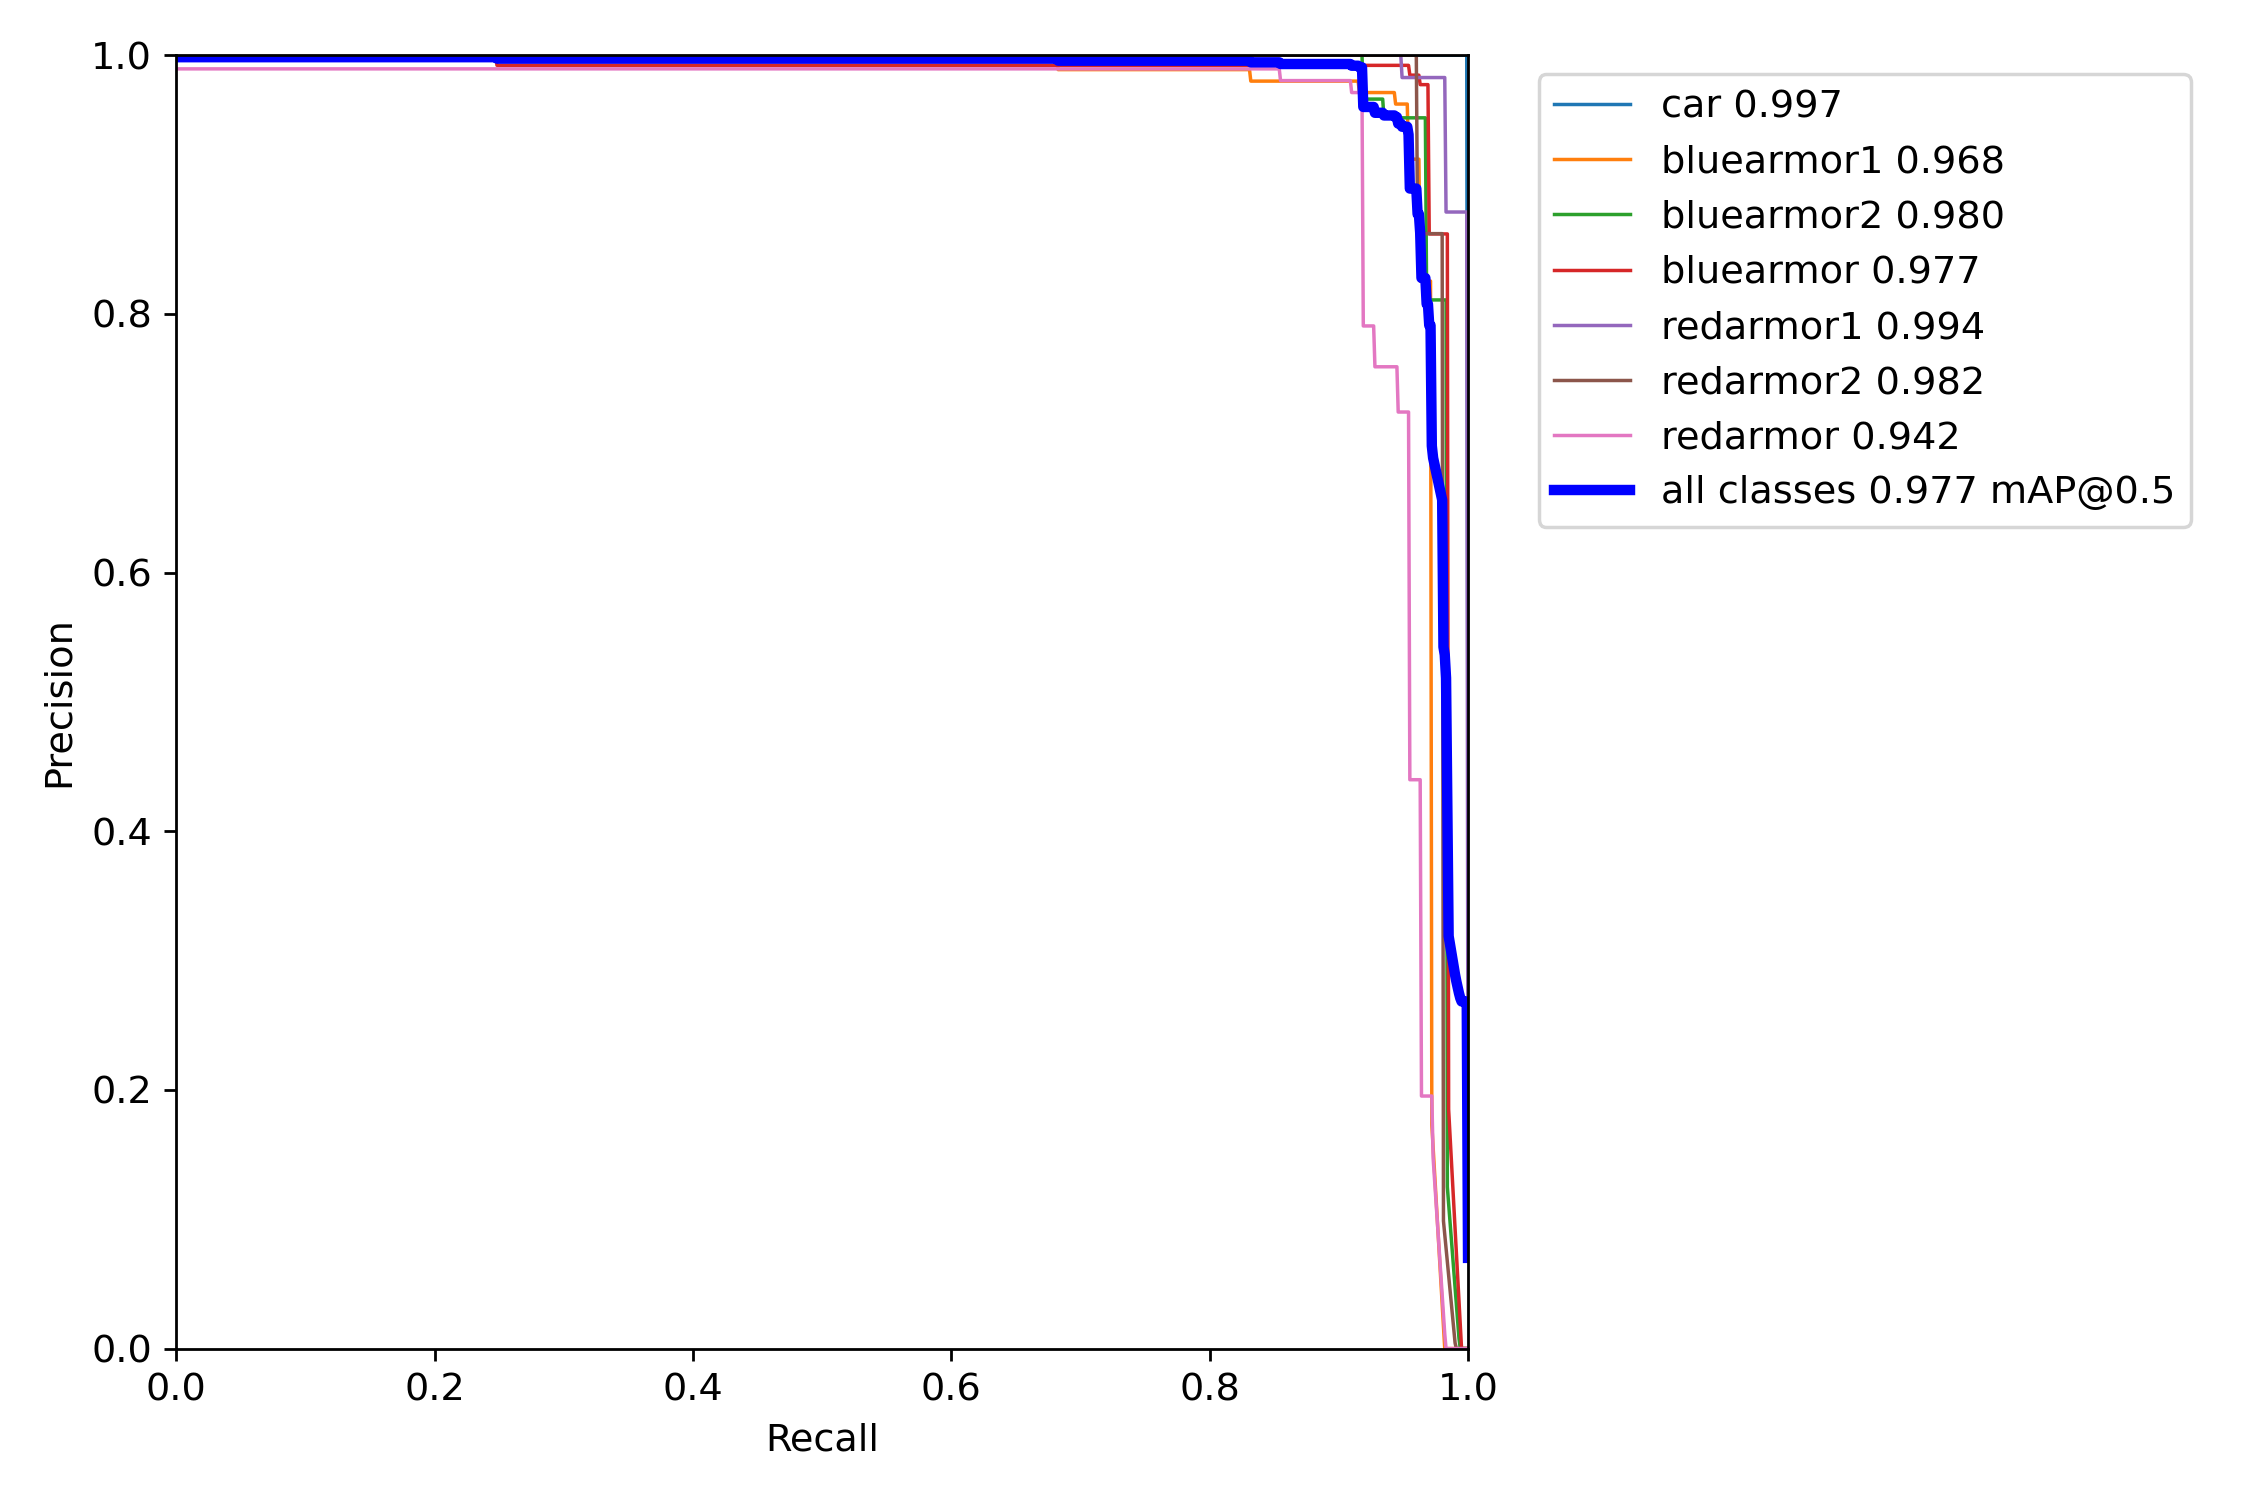 1.0
0.8
0.6
0.4
0.2
0.0
Precision
0.0 0.2 0.4 0.6 0.8 1.0
Recall
car 0.997
bluearmor1 0.968
bluearmor2 0.980
bluearmor 0.977
redarmor1 0.994
redarmor2 0.982
redarmor 0.942
all classes 0.977 mAP@0.5